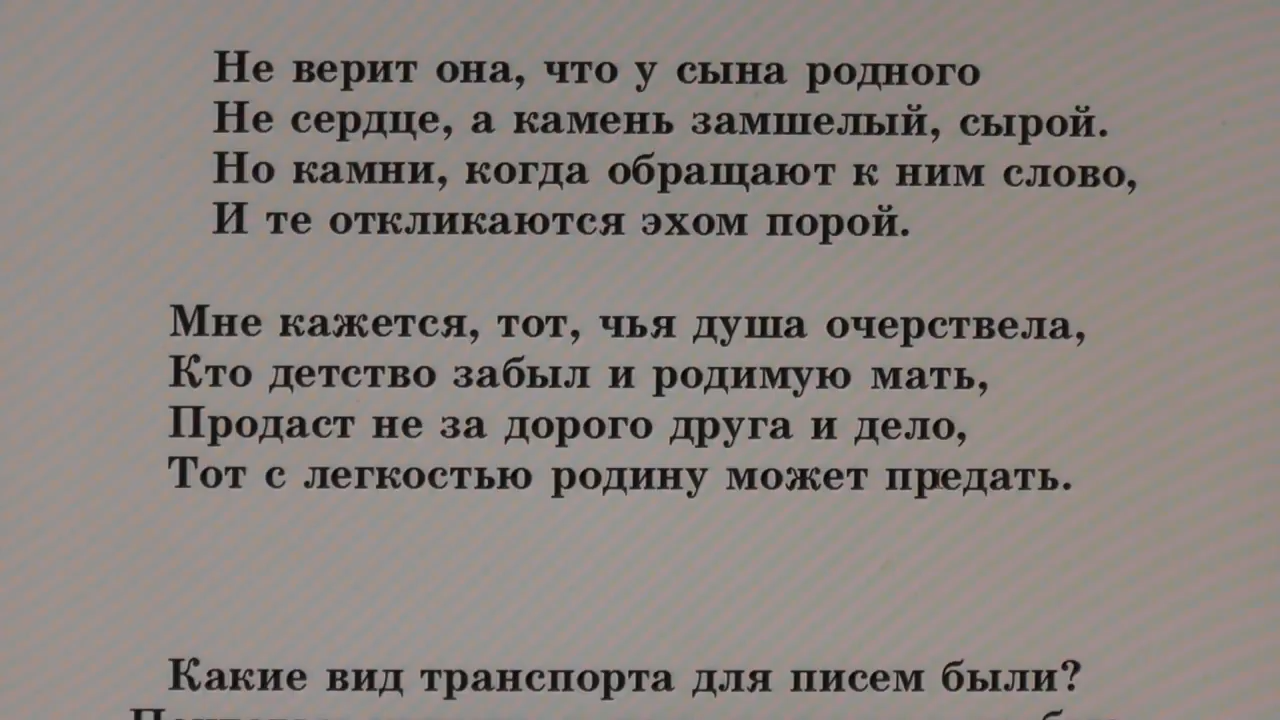 Не верит она, что у сына родного
Не сердце, а камень замшелый, сырой.
Но камни, когда обращают к ним слово,
И те откликаются эхом порой.
Мне кажется, тот, чья душа очерствела,
Кто детство забыл и родимую мать,
Продаст не за дорого друга и дело,
Тот с легкостью родину может предать.
Какие вид транспорта для писем были?